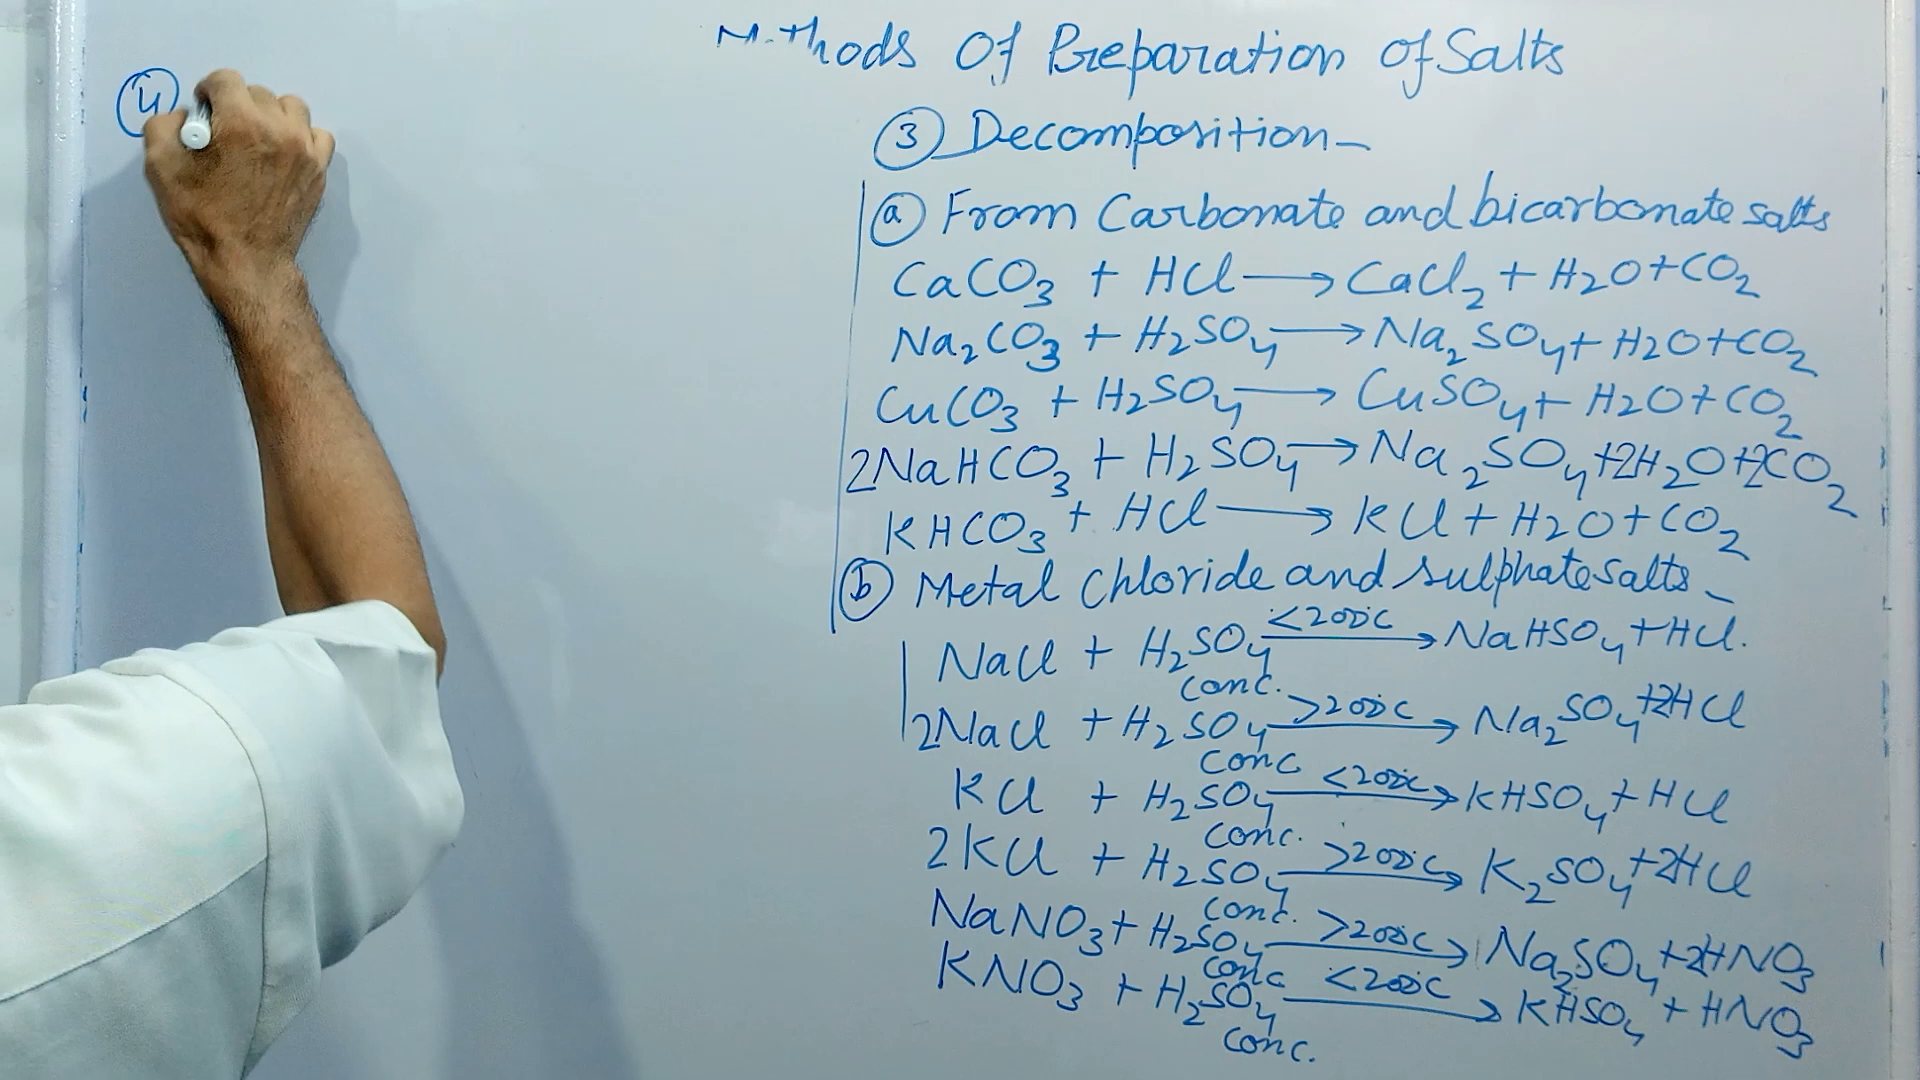 Methods Of Preparation of Salts
③ Decomposition-
ⓐ From Carbonate and bicarbonate salts
CaCO₃ + HCl → CaCl₂ + H₂O + CO₂
Na₂CO₃ + H₂SO₄ → Na₂SO₄ + H₂O + CO₂
CuCO₃ + H₂SO₄ → CuSO₄ + H₂O + CO₂
2NaHCO₃ + H₂SO₄ → Na₂SO₄ + 2H₂O + 2CO₂
KHCO₃ + HCl → KCl + H₂O + CO₂
ⓑ Metal Chloride and sulphate salts -
<200°C
NaCl + H₂SO₄ → NaHSO₄ + HCl.
conc.
>200°C
2NaCl + H₂SO₄ → Na₂SO₄ + 2HCl
conc
<200°C
KCl + H₂SO₄ → KHSO₄ + HCl
conc.
>200°C
2KCl + H₂SO₄ → K₂SO₄ + 2HCl
conc.
>200°C
NaNO₃ + H₂SO₄ → Na₂SO₄ + 2HNO₃
conc
<200°C
KNO₃ + H₂SO₄ → KHSO₄ + HNO₃
conc.
④